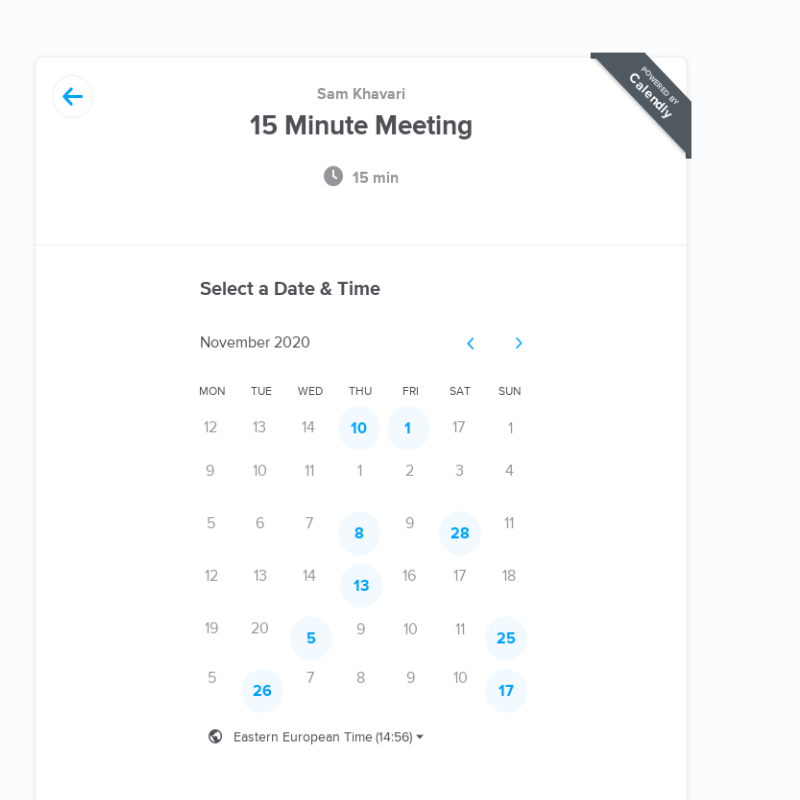 POWERED BY
Calendly
Sam Khavari
15 Minute Meeting
15 min
Select a Date & Time
November 2020
MON TUE WED THU FRI SAT SUN
12 13 14 10 1 17 1
9 10 11 1 2 3 4
5 6 7 8 9 28 11
12 13 14 13 16 17 18
19 20 5 9 10 11 25
5 26 7 8 9 10 17
Eastern European Time (14:56)